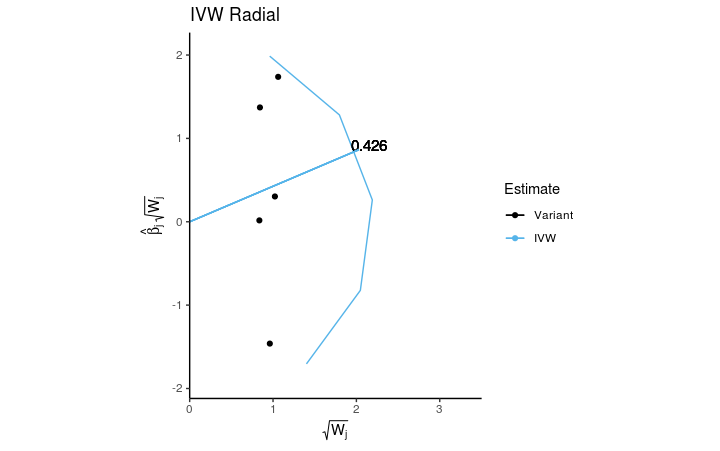 IVW Radial
2
1
0
-1
-2
β̂j√Wj
0.426
0 1 2 3
√Wj
Estimate
Variant
IVW